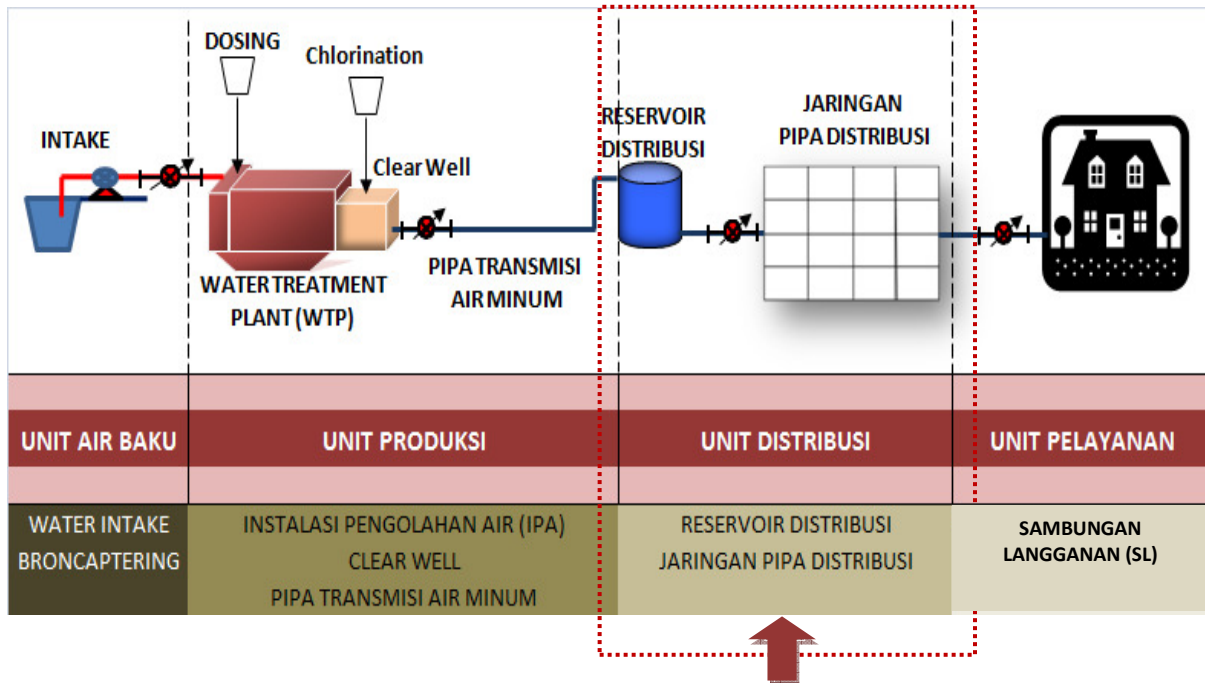 DOSING
Chlorination
INTAKE
Clear Well
WATER TREATMENT
PLANT (WTP)
PIPA TRANSMISI
AIR MINUM
RESERVOIR
DISTRIBUSI
JARINGAN
PIPA DISTRIBUSI
UNIT AIR BAKU
UNIT PRODUKSI
UNIT DISTRIBUSI
UNIT PELAYANAN
WATER INTAKE
BRONCAPTERING
INSTALASI PENGOLAHAN AIR (IPA)
CLEAR WELL
PIPA TRANSMISI AIR MINUM
RESERVOIR DISTRIBUSI
JARINGAN PIPA DISTRIBUSI
SAMBUNGAN
LANGGANAN (SL)